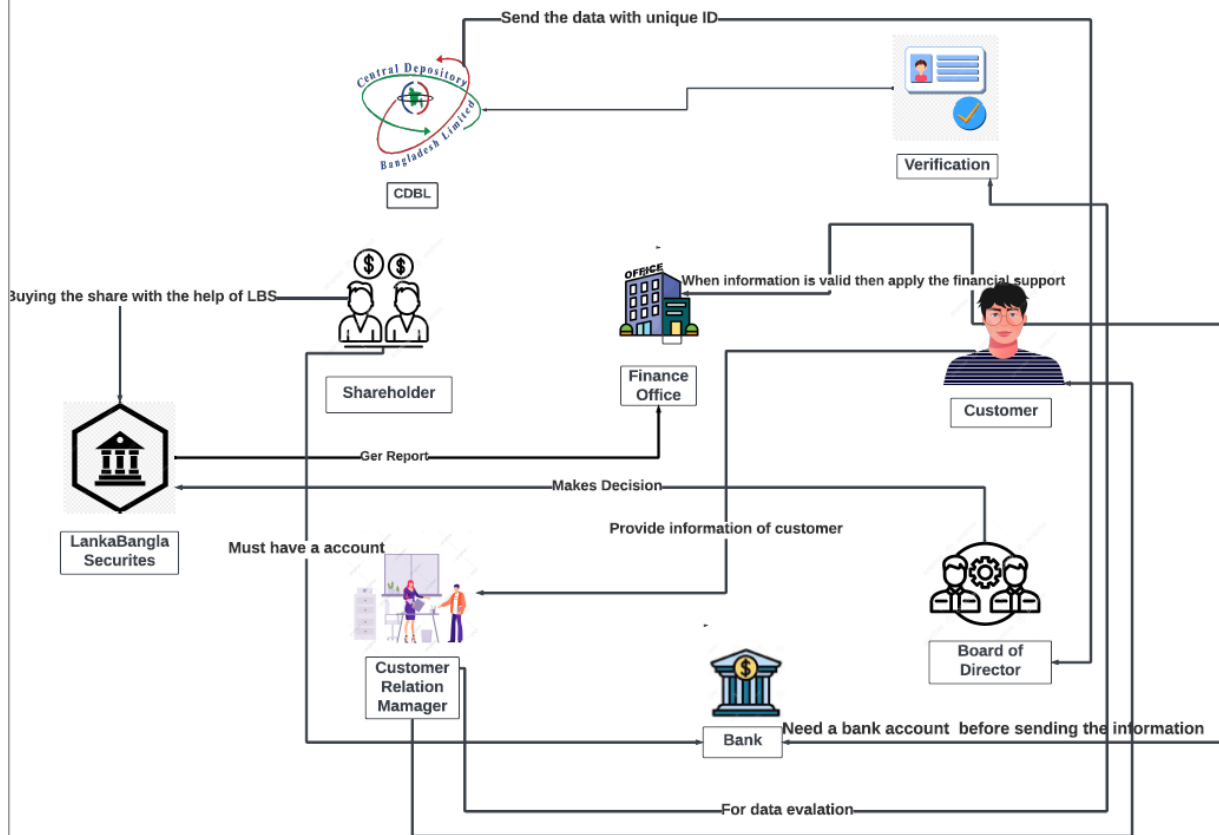 Send the data with unique ID
Central Depository
Bangladesh Limited
CDBL
Verification
OFFICE
When information is valid then apply the financial support
Buying the share with the help of LBS
Shareholder
Finance
Office
Customer
Ger Report
Makes Decision
LankaBangla
Securites
Must have a account
Provide information of customer
Board of
Director
Customer
Relation
Mamager
Bank
Need a bank account before sending the information
For data evalation